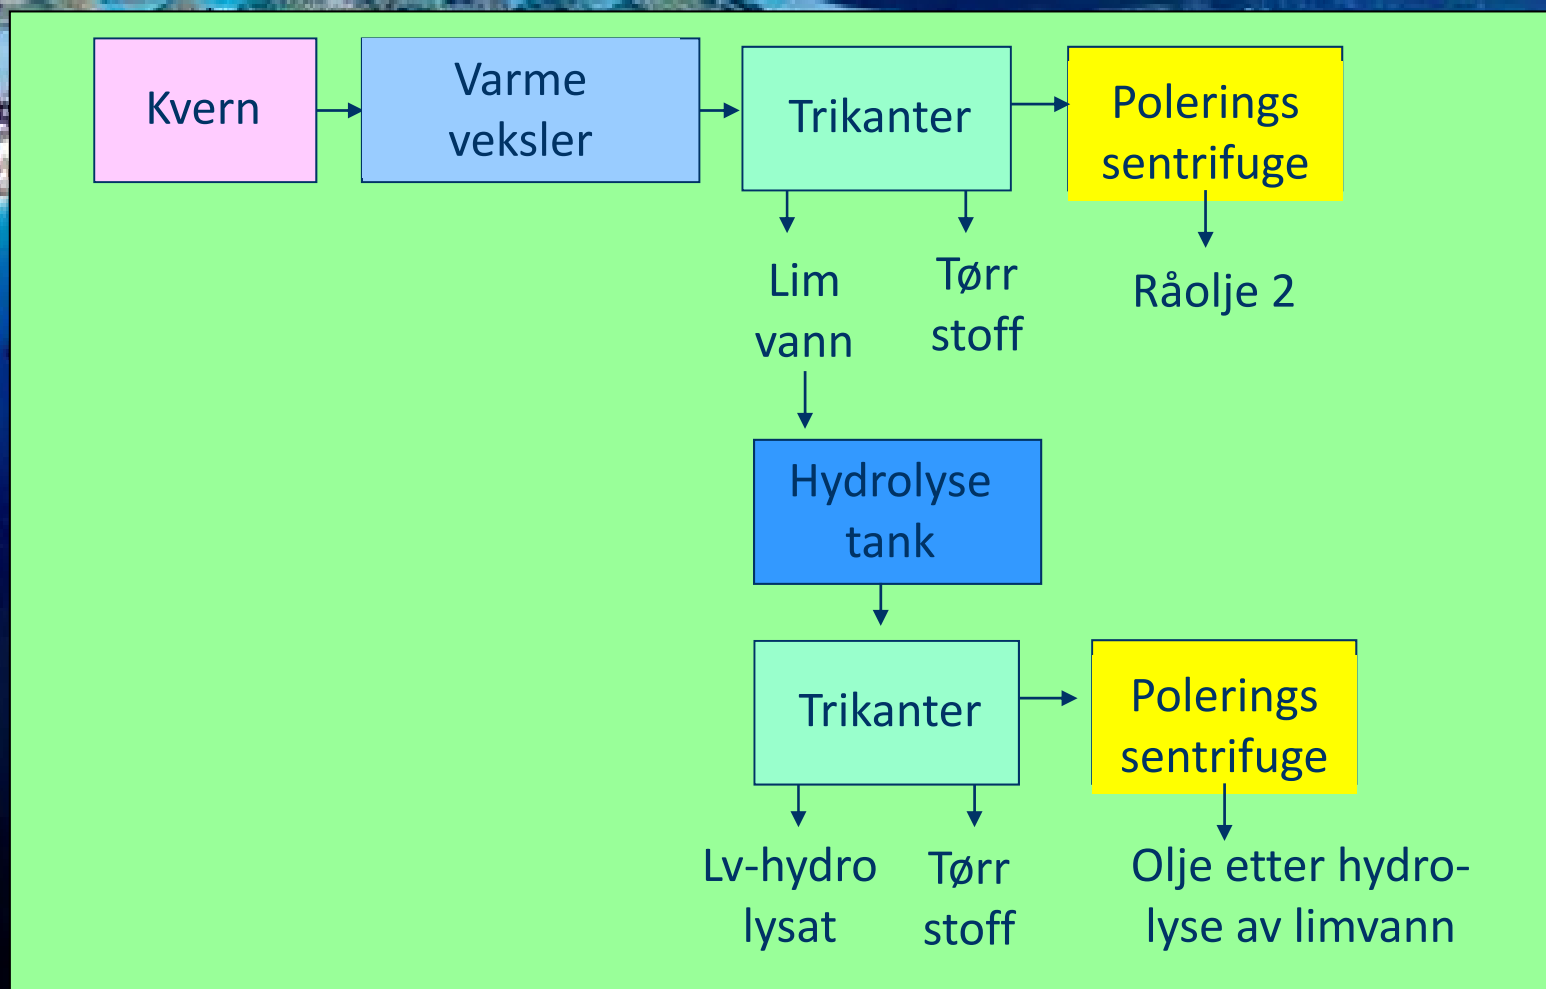 Kvern
Varme
veksler
Trikanter
Polerings
sentrifuge
Lim
vann
Tørr
stoff
Råolje 2
Hydrolyse
tank
Trikanter
Polerings
sentrifuge
Lv-hydro
lysat
Tørr
stoff
Olje etter hydro-
lyse av limvann